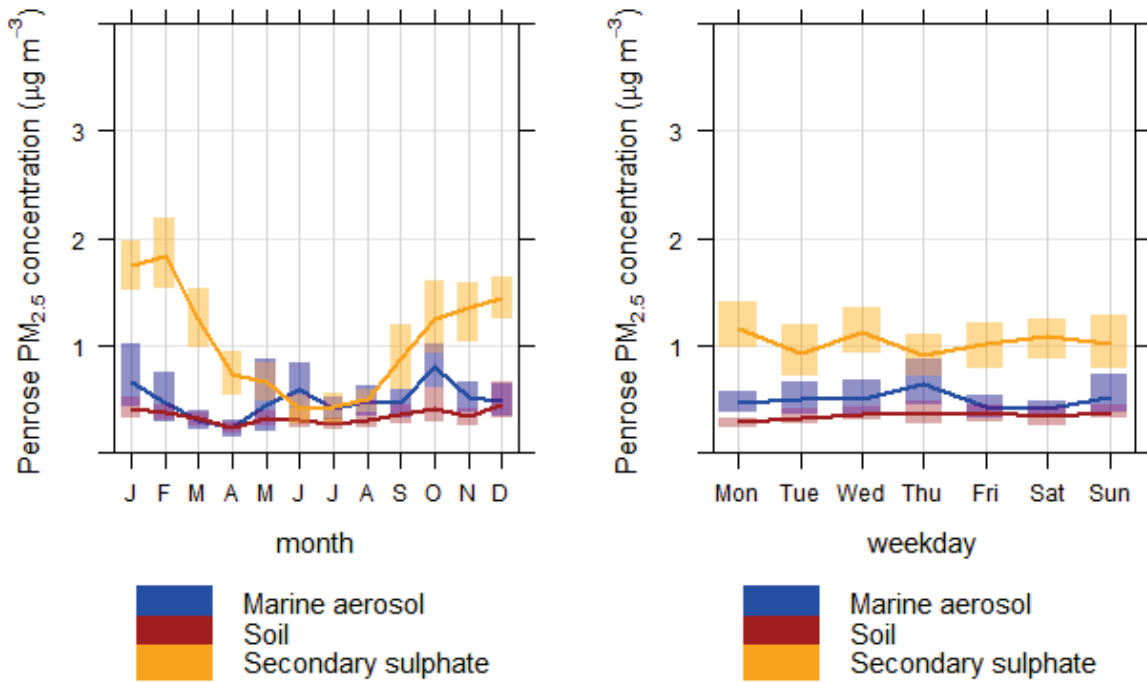 Penrose PM2.5 concentration (μg m−3)
3
2
1
J F M A M J J A S O N D
month
Marine aerosol
Soil
Secondary sulphate
Penrose PM2.5 concentration (μg m−3)
3
2
1
Mon Tue Wed Thu Fri Sat Sun
weekday
Marine aerosol
Soil
Secondary sulphate